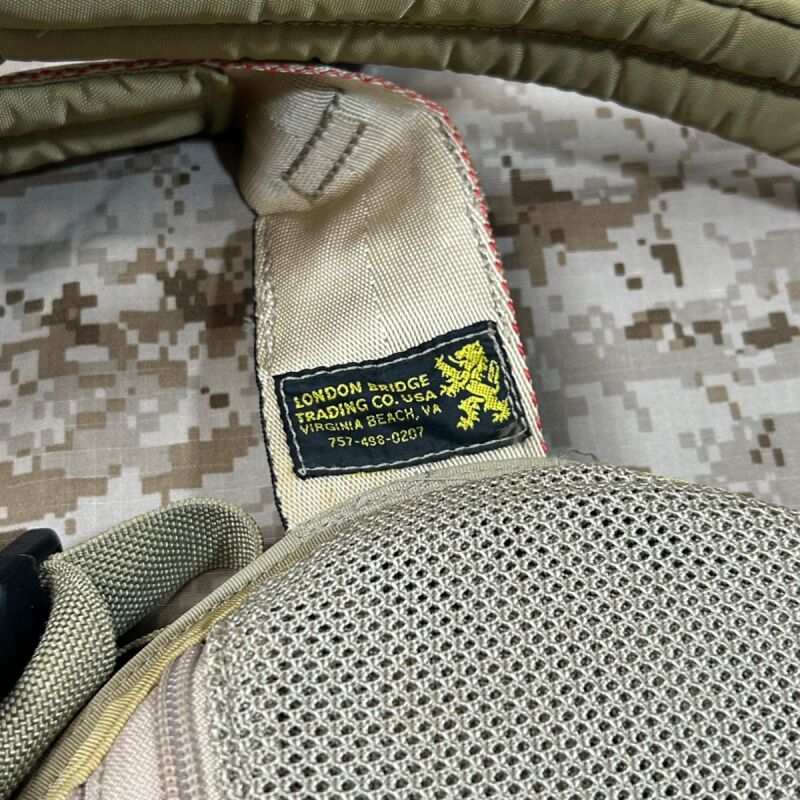 LONDON BRIDGE
TRADING CO. USA
VIRGINIA BEACH, VA
757-498-0207